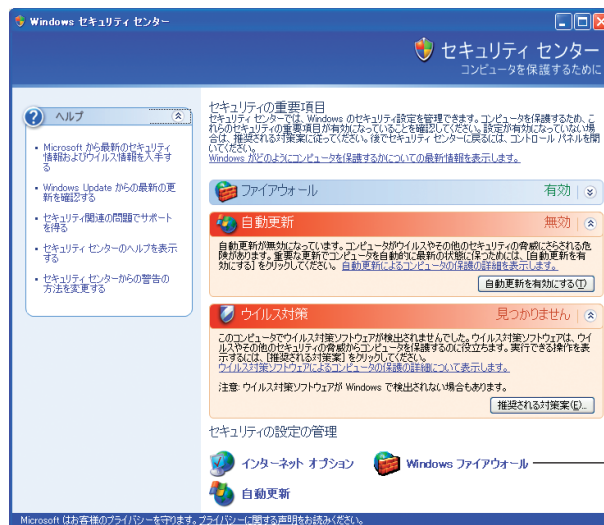 Windows セキュリティ センター
セキュリティ センター
コンピュータを保護するために
ヘルプ
• Microsoft から最新のセキュリティ
情報およびウイルス情報を入手す
る
• Windows Update からの最新の更
新を確認する
• セキュリティ関連の問題でサポート
を得る
• セキュリティ センターのヘルプを表示
する
• セキュリティ センターからの警告の
方法を変更する
セキュリティの重要項目
セキュリティ センターでは、Windows のセキュリティ設定を管理できます。コンピュータを保護するため、こ
れらのセキュリティの重要項目が有効になっていることを確認してください。設定が有効になっていない場
合は、推奨される対策案に従ってください。後でセキュリティ センターに戻るには、コントロール パネルを開
いてください。
Windows がどのようにコンピュータを保護するかについての最新情報を表示します。
ファイアウォール 有効
自動更新 無効
自動更新が無効になっています。コンピュータがウイルスやその他のセキュリティの脅威にさらされる危
険があります。重要な更新でコンピュータを自動的に最新の状態に保つためには、[自動更新を有
効にする] をクリックしてください。 自動更新によるコンピュータの保護の詳細を表示します。
自動更新を有効にする(T)
ウイルス対策 見つかりません
このコンピュータでウイルス対策ソフトウェアが検出されませんでした。ウイルス対策ソフトウェアは、ウイ
ルスやその他のセキュリティの脅威からコンピュータを保護するのに役立ちます。実行できる操作を表
示するには、[推奨される対策案] をクリックしてください。
ウイルス対策ソフトウェアによるコンピュータの保護の詳細について表示します。
注意: ウイルス対策ソフトウェアが Windows で検出されない場合もあります。
推奨される対策案(E)...
セキュリティの設定の管理
インターネット オプション Windows ファイアウォール
自動更新
Microsoft はお客様のプライバシーを守ります。プライバシーに関する声明をお読みください。